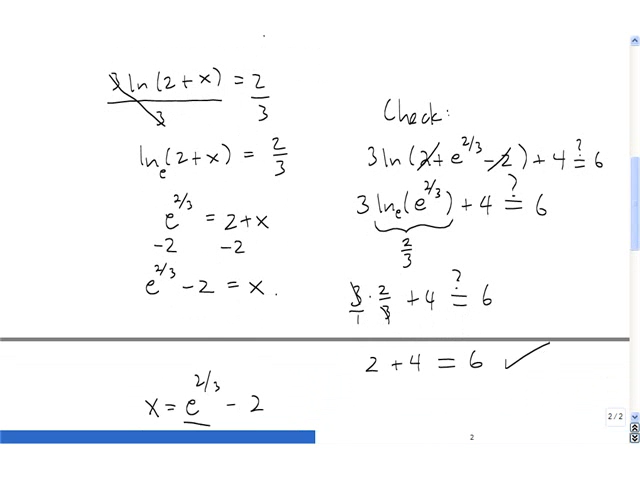 3 ln (2 + x) = 2
3 3
ln_e (2 + x) = 2/3
e^{2/3} = 2 + x
-2 -2
e^{2/3} - 2 = x .
x = e^{2/3} - 2
Check:
3 ln (2 + e^{2/3} - 2) + 4 ≟ 6
3 ln_e (e^{2/3}) + 4 ≟ 6
2/3
3/1 · 2/3 + 4 ≟ 6
2 + 4 = 6 ✓
2 / 2
2